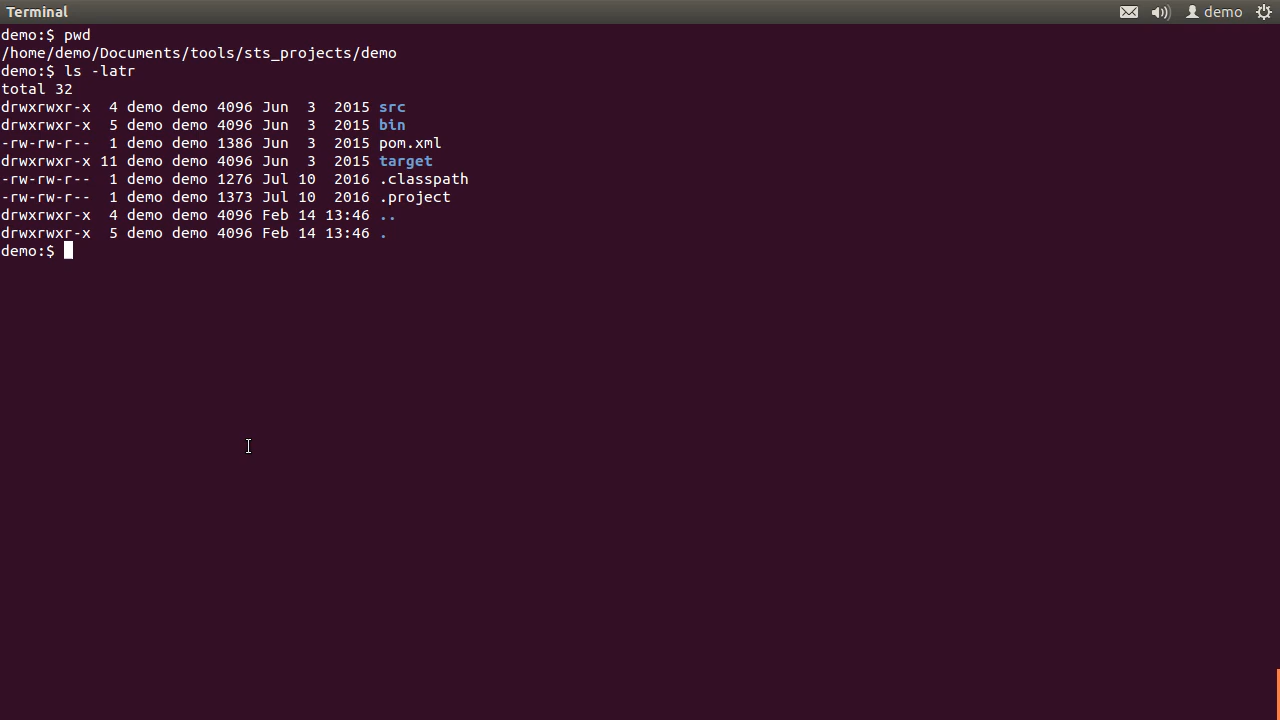 Terminal demo
demo:$ pwd
/home/demo/Documents/tools/sts_projects/demo
demo:$ ls -latr
total 32
drwxrwxr-x  4 demo demo 4096 Jun  3  2015 src
drwxrwxr-x  5 demo demo 4096 Jun  3  2015 bin
-rw-rw-r--  1 demo demo 1386 Jun  3  2015 pom.xml
drwxrwxr-x 11 demo demo 4096 Jun  3  2015 target
-rw-rw-r--  1 demo demo 1276 Jul 10  2016 .classpath
-rw-rw-r--  1 demo demo 1373 Jul 10  2016 .project
drwxrwxr-x  4 demo demo 4096 Feb 14 13:46 ..
drwxrwxr-x  5 demo demo 4096 Feb 14 13:46 .
demo:$